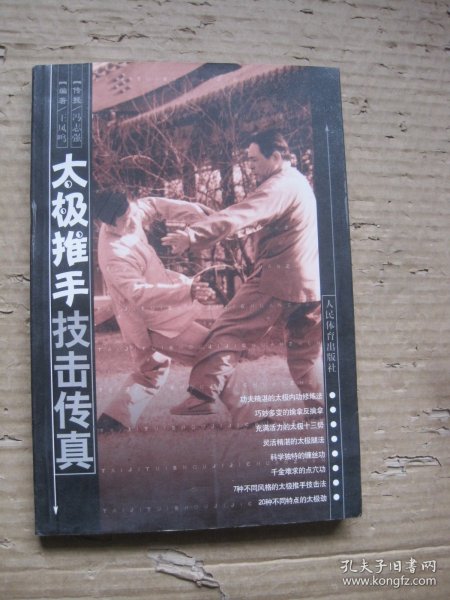 【传授/冯志强
【编著/王凤鸣
太极推手技击传真
人民体育出版社
功夫精湛的太极内功修炼法
巧妙多变的擒拿反擒拿
充满活力的太极十三势
灵活精湛的太极腿法
科学独特的缠丝功
千金难求的点穴功
7种不同风格的太极推手技击法
20种不同特点的太极劲
孔夫子旧书网
www.kongfz.com